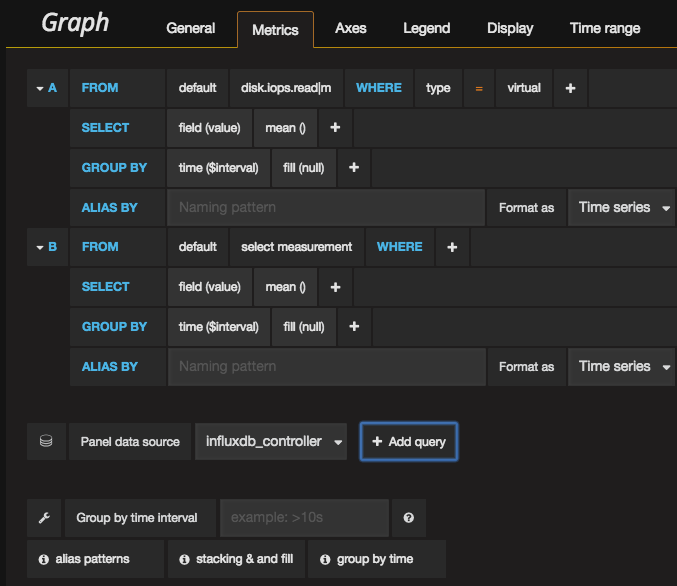 Graph General Metrics Axes Legend Display Time range
A FROM default disk.iops.read|m WHERE type = virtual +
SELECT field (value) mean () +
GROUP BY time ($interval) fill (null) +
ALIAS BY Naming pattern Format as Time series
B FROM default select measurement WHERE +
SELECT field (value) mean () +
GROUP BY time ($interval) fill (null) +
ALIAS BY Naming pattern Format as Time series
Panel data source influxdb_controller + Add query
Group by time interval example: >10s ?
i alias patterns i stacking & and fill i group by time